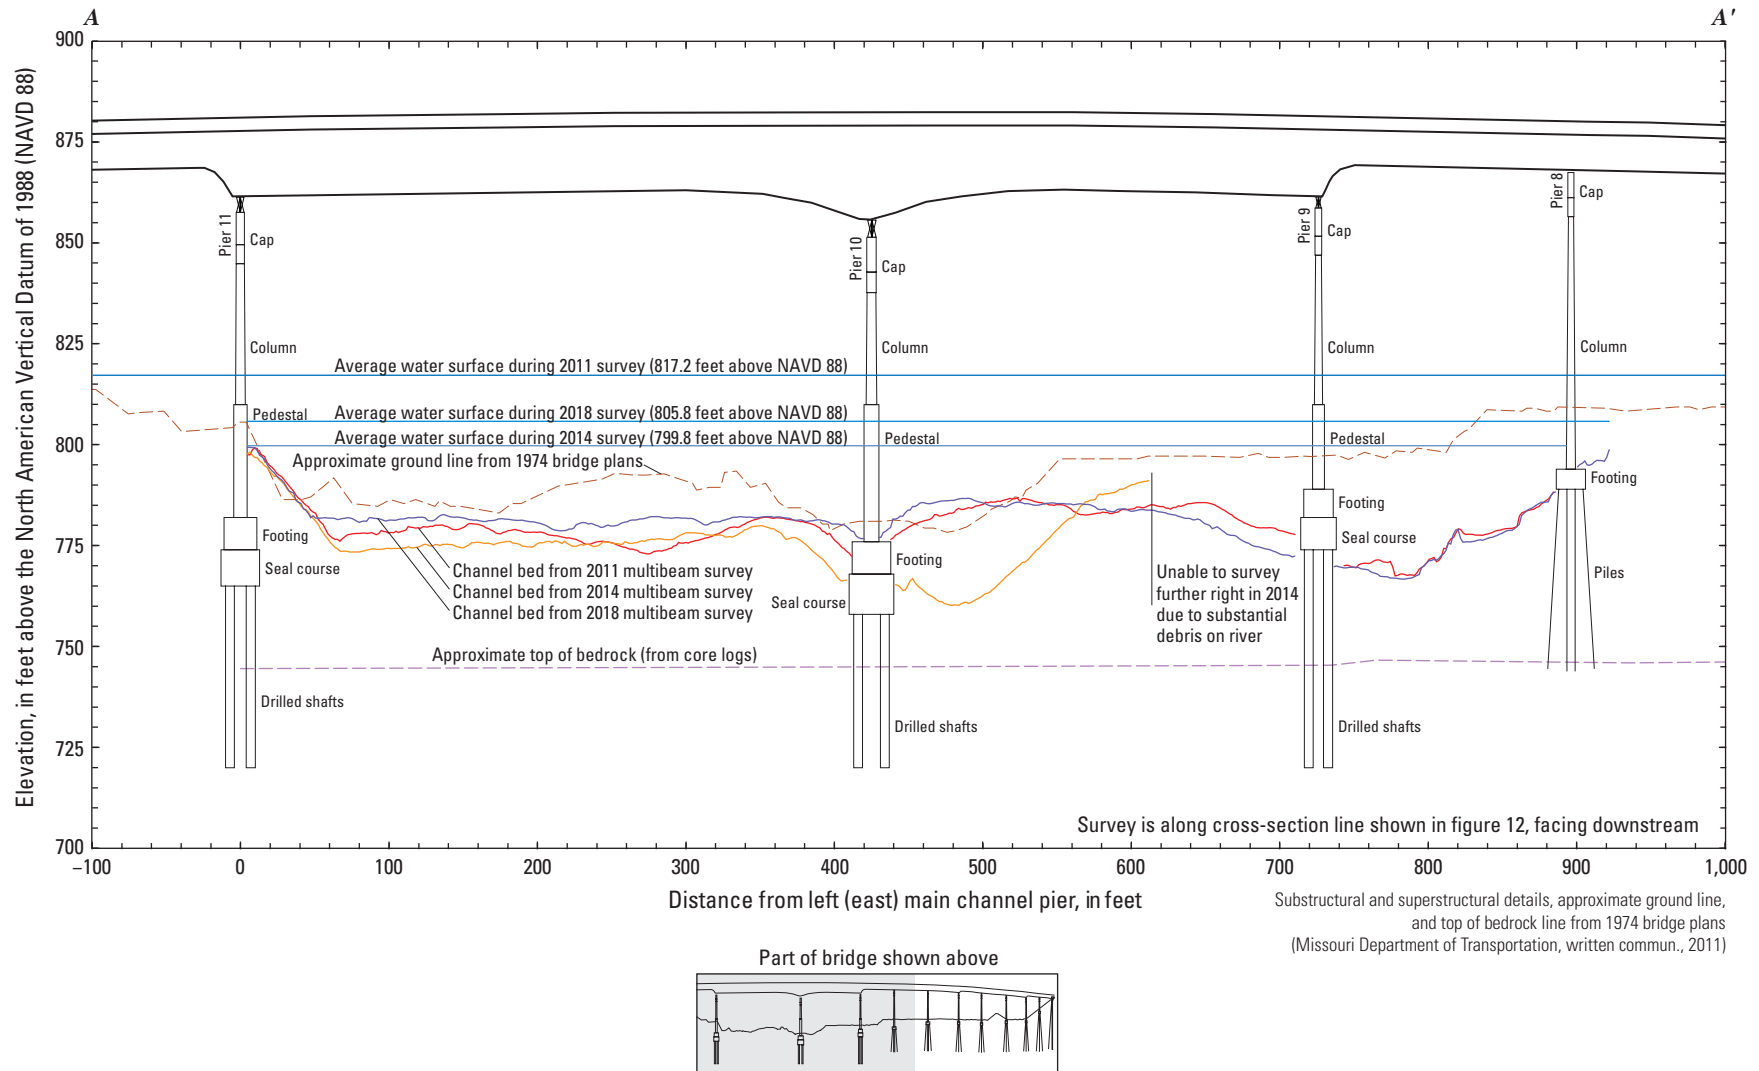 A
A′
900
875
850
825
800
775
750
725
700
Elevation, in feet above the North American Vertical Datum of 1988 (NAVD 88)
Pier 11
Cap
Pier 10
Cap
Pier 9
Cap
Pier 8
Cap
Column
Column
Column
Column
Average water surface during 2011 survey (817.2 feet above NAVD 88)
Pedestal
Average water surface during 2018 survey (805.8 feet above NAVD 88)
Average water surface during 2014 survey (799.8 feet above NAVD 88)
Pedestal
Pedestal
Approximate ground line from 1974 bridge plans
Footing
Footing
Footing
Footing
Seal course
Seal course
Seal course
Piles
Channel bed from 2011 multibeam survey
Channel bed from 2014 multibeam survey
Channel bed from 2018 multibeam survey
Unable to survey
further right in 2014
due to substantial
debris on river
Approximate top of bedrock (from core logs)
Drilled shafts
Drilled shafts
Drilled shafts
Survey is along cross-section line shown in figure 12, facing downstream
–100
0
100
200
300
400
500
600
700
800
900
1,000
Distance from left (east) main channel pier, in feet
Substructural and superstructural details, approximate ground line,
and top of bedrock line from 1974 bridge plans
(Missouri Department of Transportation, written commun., 2011)
Part of bridge shown above